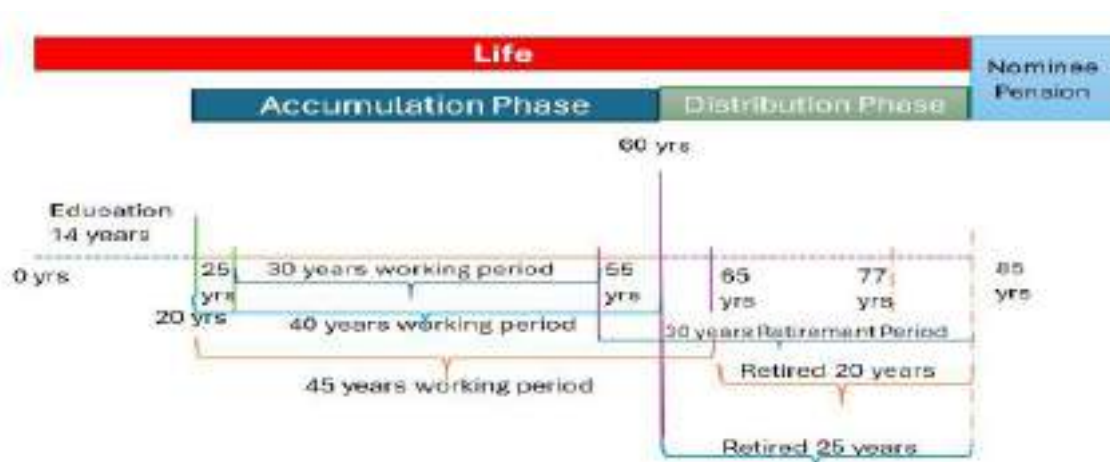 Life
Nominee
Pension
Accumulation Phase
Distribution Phase
60 yrs
Education
14 years
0 yrs
25
yrs
30 years working period
55
yrs
65
yrs
77
yrs
85
yrs
20 yrs
40 years working period
30 years Retirement Period
45 years working period
Retired 20 years
Retired 25 years